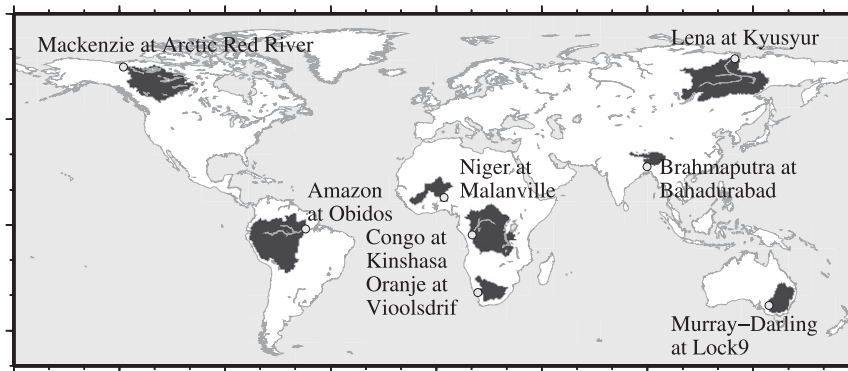 Mackenzie at Arctic Red River
Lena at Kyusyur
Niger at
Malanville
Brahmaputra at
Bahadurabad
Amazon
at Obidos
Congo at
Kinshasa
Oranje at
Vioolsdrif
Murray−Darling
at Lock9